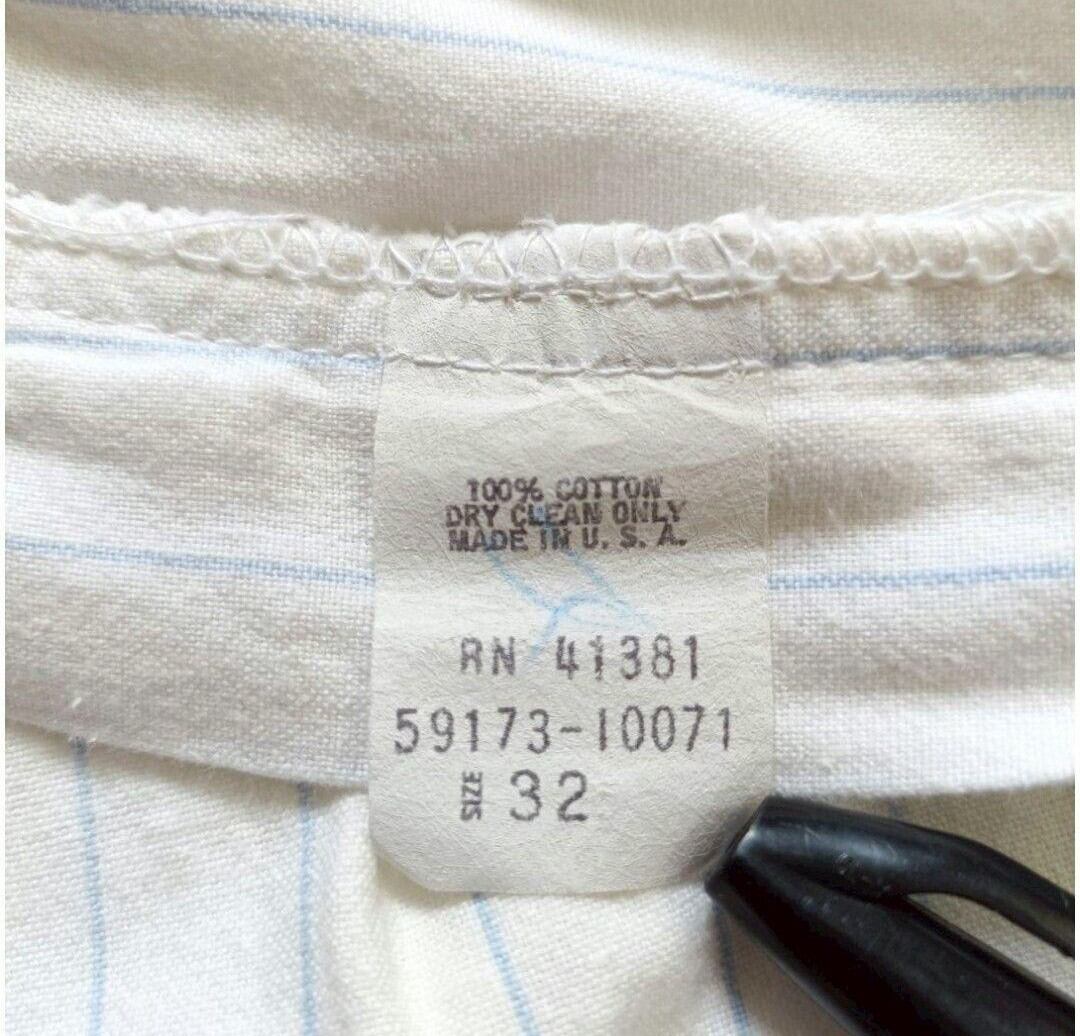 100% COTTON
DRY CLEAN ONLY
MADE IN U. S. A.
RN 41381
59173-10071
SIZE 32